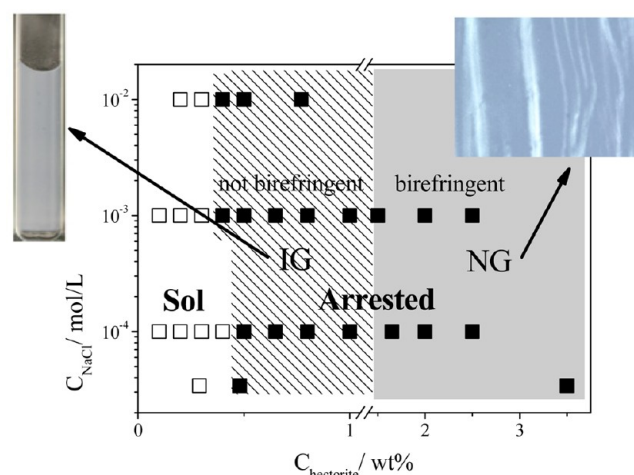 10⁻²
10⁻³
10⁻⁴
C_NaCl / mol/L
not birefringent
birefringent
IG
NG
Sol
Arrested
0
1
2
3
C_hectorite / wt%